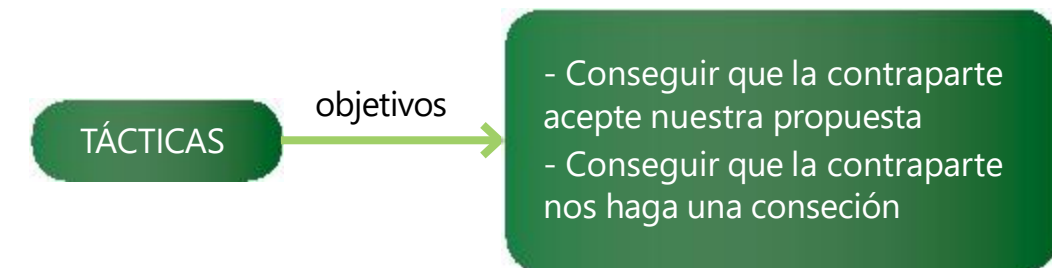 TÁCTICAS
objetivos
- Conseguir que la contraparte
acepte nuestra propuesta
- Conseguir que la contraparte
nos haga una conseción